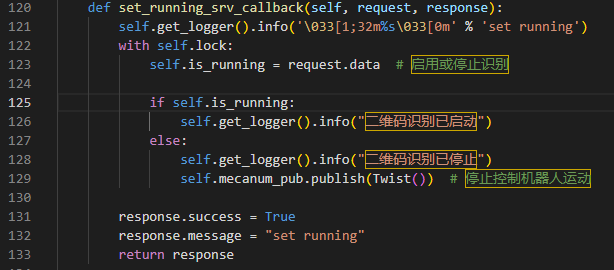 120 def set_running_srv_callback(self, request, response):
121 self.get_logger().info('\033[1;32m%s\033[0m' % 'set running')
122 with self.lock:
123 self.is_running = request.data # 启用或停止识别
124
125 if self.is_running:
126 self.get_logger().info("二维码识别已启动")
127 else:
128 self.get_logger().info("二维码识别已停止")
129 self.mecanum_pub.publish(Twist()) # 停止控制机器人运动
130
131 response.success = True
132 response.message = "set running"
133 return response